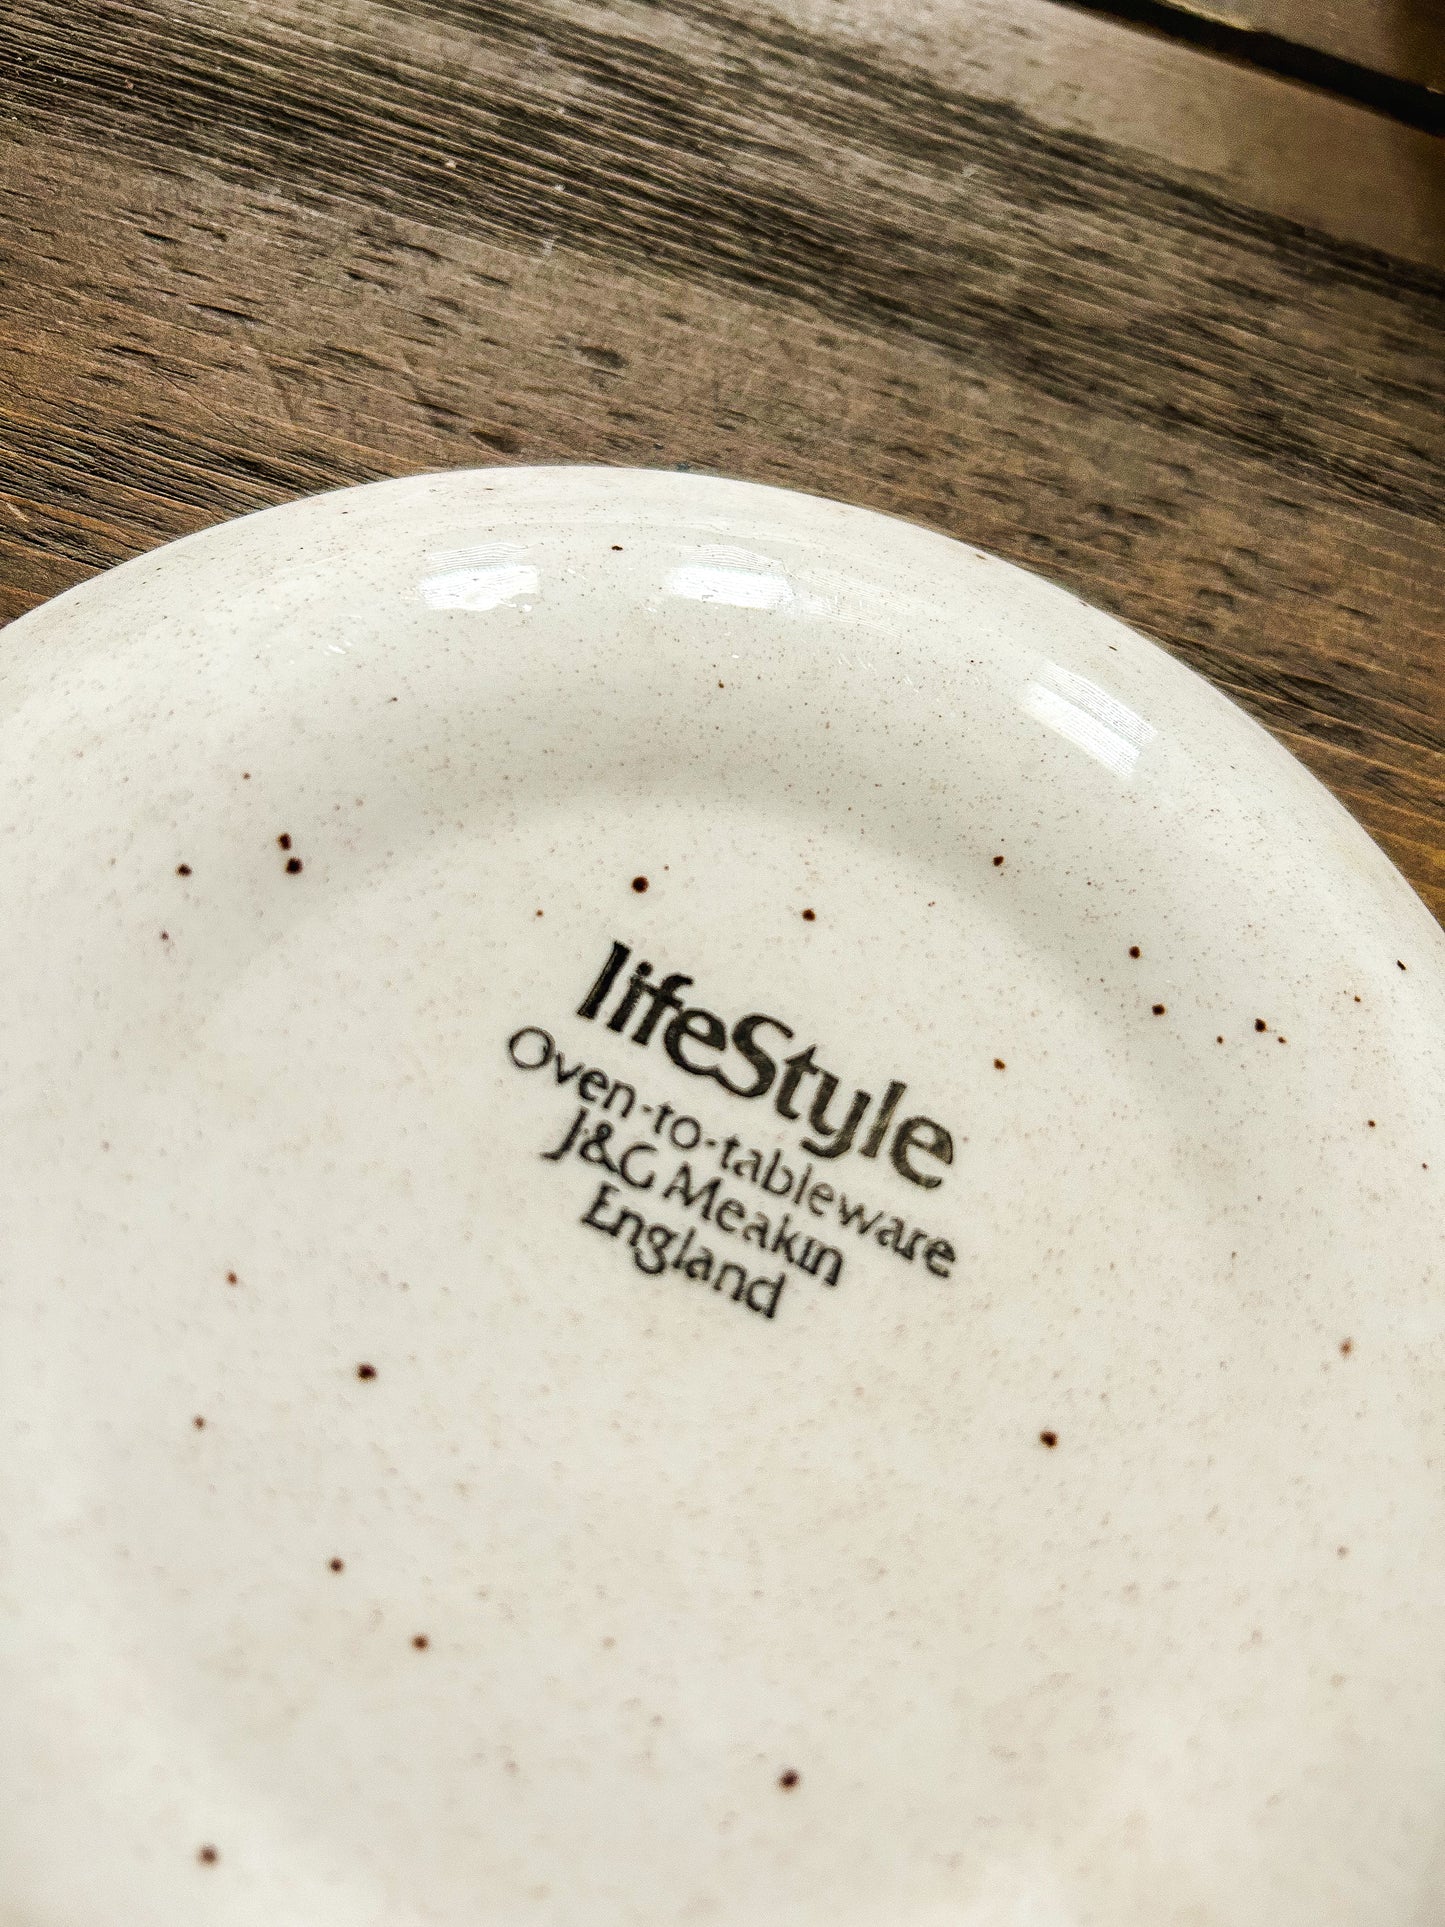 lifeStyle
Oven-to-tableware
J&G Meakin
England